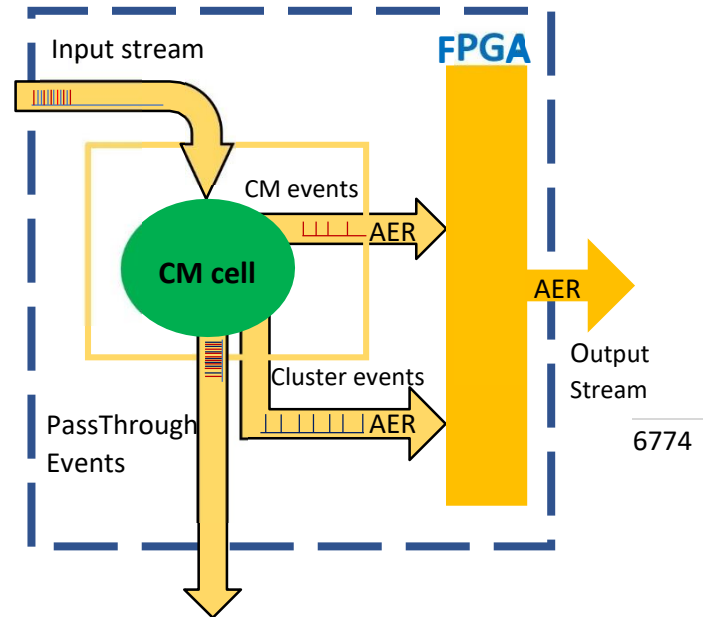 Input stream
FPGA
CM events
AER
CM cell
AER
Output
Stream
Cluster events
AER
PassThrough
Events
6774